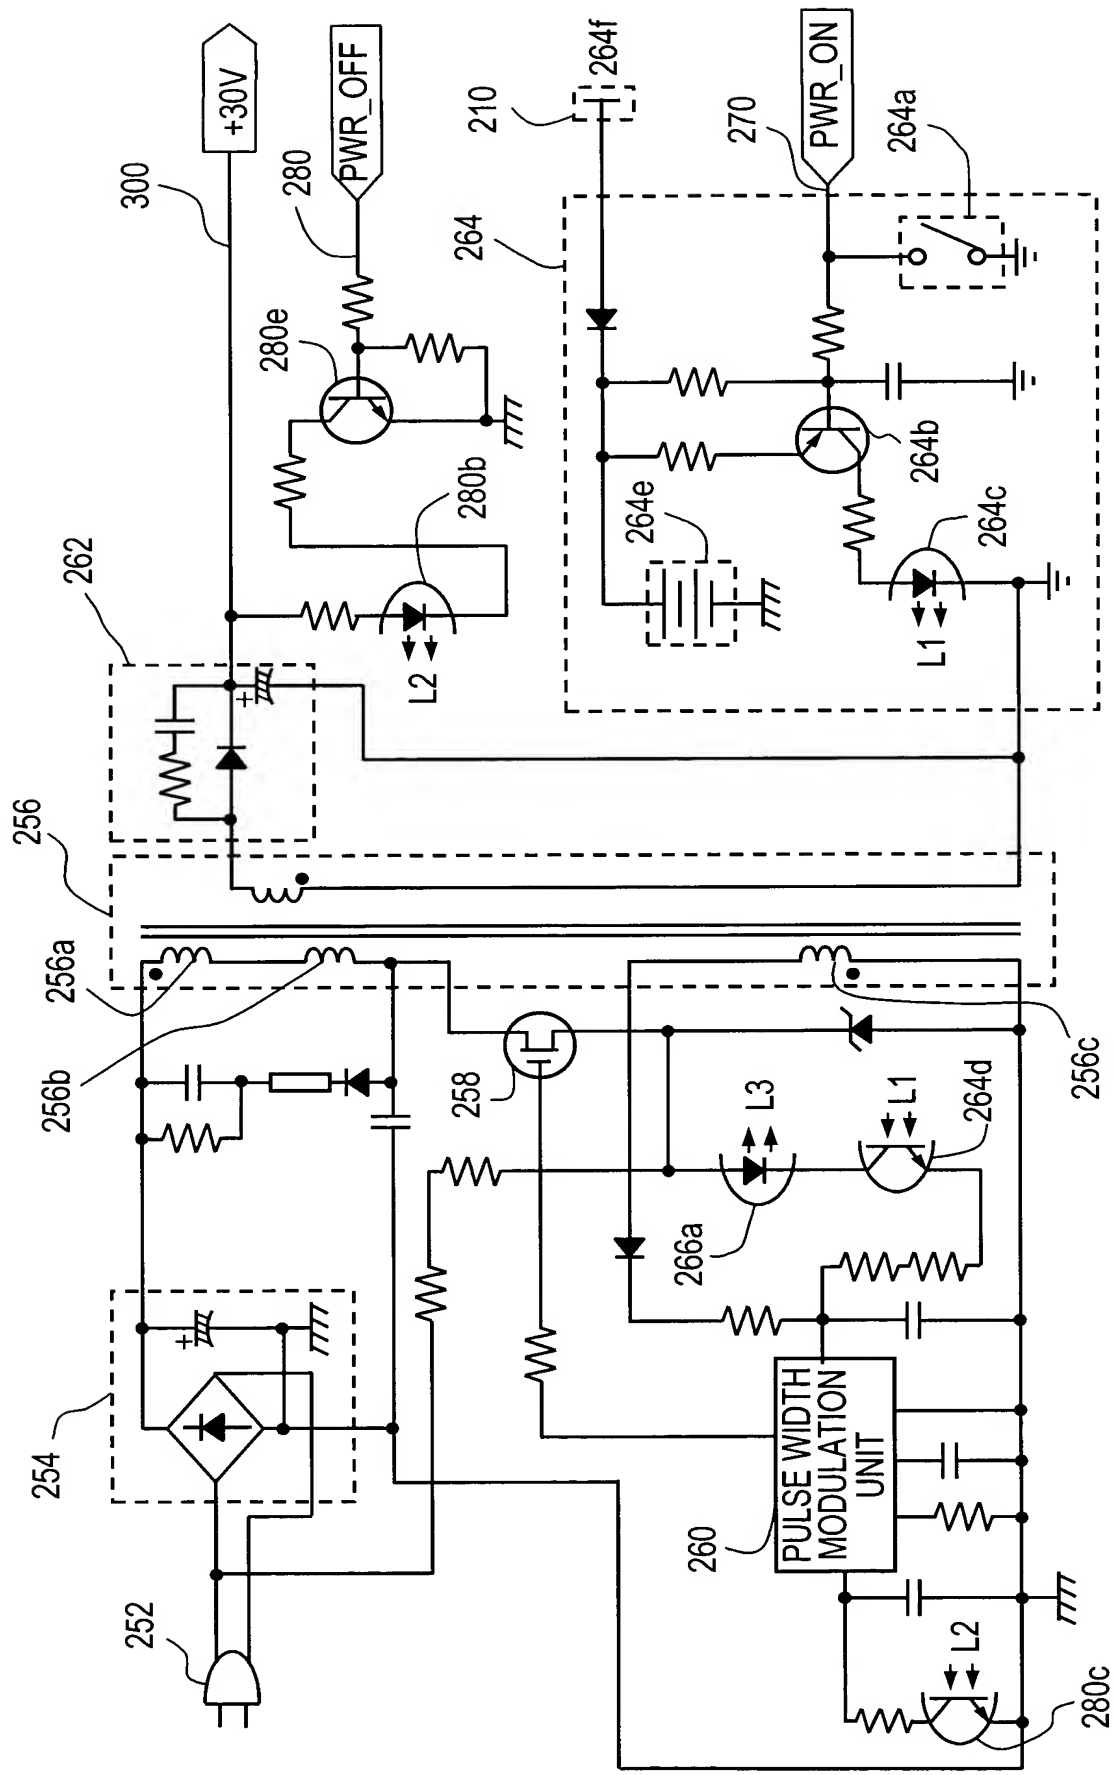 252
254
256a
256b
256
262
300
+30V
280e
280
PWR_OFF
+
+
L2
280b
258
264
210
264f
264e
270
PWR_ON
264a
264b
264c
L1
266a
L3
L1
264d
256c
260
PULSE WIDTH
MODULATION
UNIT
L2
280c